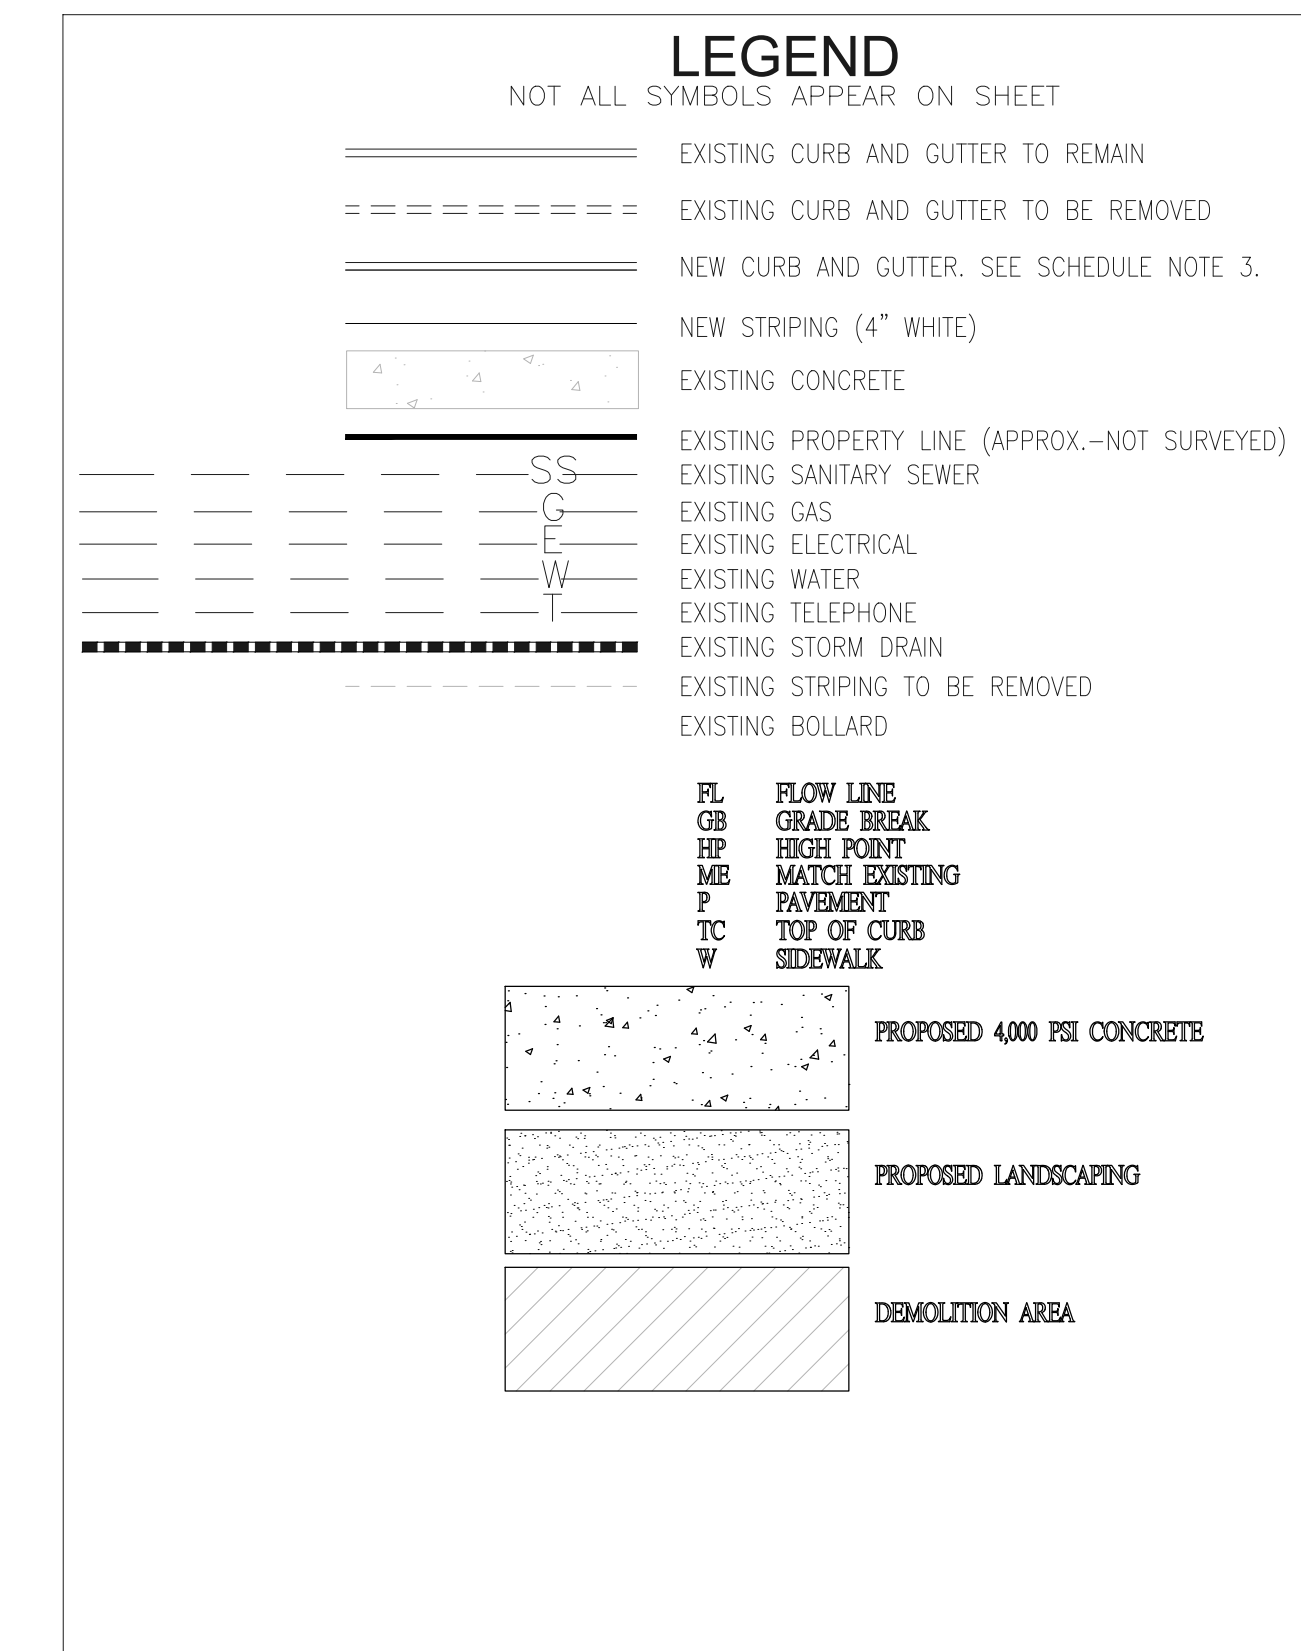 LEGEND
NOT ALL SYMBOLS APPEAR ON SHEET
EXISTING CURB AND GUTTER TO REMAIN
EXISTING CURB AND GUTTER TO BE REMOVED
NEW CURB AND GUTTER. SEE SCHEDULE NOTE 3.
NEW STRIPING (4" WHITE)
EXISTING CONCRETE
EXISTING PROPERTY LINE (APPROX.-NOT SURVEYED)
SS EXISTING SANITARY SEWER
G EXISTING GAS
E EXISTING ELECTRICAL
W EXISTING WATER
T EXISTING TELEPHONE
EXISTING STORM DRAIN
EXISTING STRIPING TO BE REMOVED
EXISTING BOLLARD
FL FLOW LINE
GB GRADE BREAK
HP HIGH POINT
ME MATCH EXISTING
P PAVEMENT
TC TOP OF CURB
W SIDEWALK
PROPOSED 4,000 PSI CONCRETE
PROPOSED LANDSCAPING
DEMOLITION AREA